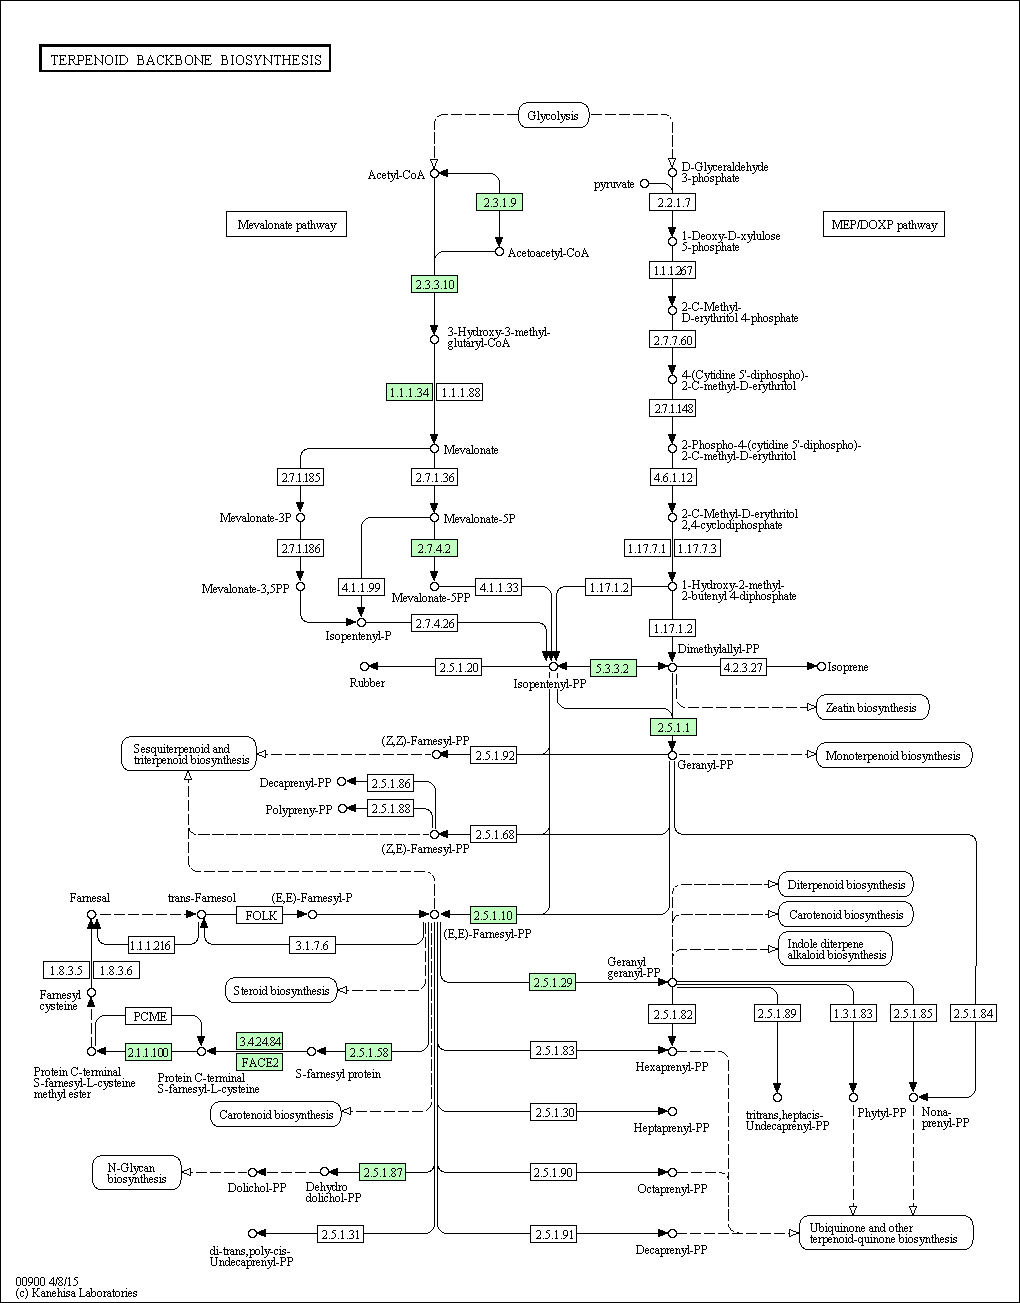 TERPENOID BACKBONE BIOSYNTHESIS
Glycolysis
Acetyl-CoA
D-Glyceraldehyde
3-phosphate
pyruvate
2.3.1.9
2.2.1.7
Mevalonate pathway
MEP/DOXP pathway
1-Deoxy-D-xylulose
5-phosphate
Acetoacetyl-CoA
1.1.1.267
2.3.3.10
2-C-Methyl-
D-erythritol 4-phosphate
3-Hydroxy-3-methyl-
glutaryl-CoA
2.7.7.60
4-(Cytidine 5'-diphospho)-
2-C-methyl-D-erythritol
1.1.1.34
1.1.1.88
2.7.1.148
Mevalonate
2-Phospho-4-(cytidine 5'-diphospho)-
2-C-methyl-D-erythritol
2.7.1.185
2.7.1.36
4.6.1.12
Mevalonate-3P
Mevalonate-5P
2-C-Methyl-D-erythritol
2,4-cyclodiphosphate
2.7.1.186
2.7.4.2
1.17.7.1
1.17.7.3
Mevalonate-3,5PP
4.1.1.99
Mevalonate-5PP
4.1.1.33
1.17.1.2
1-Hydroxy-2-methyl-
2-butenyl 4-diphosphate
Isopentenyl-P
2.7.4.26
1.17.1.2
Dimethylallyl-PP
Rubber
2.5.1.20
Isopentenyl-PP
5.3.3.2
4.2.3.27
Isoprene
Zeatin biosynthesis
2.5.1.1
Sesquiterpenoid and
triterpenoid biosynthesis
(Z,Z)-Farnesyl-PP
2.5.1.92
Geranyl-PP
Monoterpenoid biosynthesis
Decaprenyl-PP
2.5.1.86
Polypreny-PP
2.5.1.88
(Z,E)-Farnesyl-PP
2.5.1.68
Diterpenoid biosynthesis
Farnesal
trans-Farnesol
(E,E)-Farnesyl-P
FOLK
2.5.1.10
(E,E)-Farnesyl-PP
Carotenoid biosynthesis
1.1.1.216
3.1.7.6
Indole diterpene
alkaloid biosynthesis
1.8.3.5
1.8.3.6
Geranyl
geranyl-PP
Farnesyl
cysteine
Steroid biosynthesis
2.5.1.29
PCME
2.5.1.82
2.5.1.89
1.3.1.83
2.5.1.85
2.5.1.84
2.1.1.100
3.4.24.84
FACE2
2.5.1.58
2.5.1.83
Hexaprenyl-PP
Protein C-terminal
S-farnesyl-L-cysteine
methyl ester
Protein C-terminal
S-farnesyl-L-cysteine
S-farnesyl protein
Carotenoid biosynthesis
2.5.1.30
Heptaprenyl-PP
tritrans,heptacis-
Undecaprenyl-PP
Phytyl-PP
Nona-
prenyl-PP
N-Glycan
biosynthesis
Dolichol-PP
Dehydro
dolichol-PP
2.5.1.87
2.5.1.90
Octaprenyl-PP
di-trans,poly-cis-
Undecaprenyl-PP
2.5.1.31
2.5.1.91
Decaprenyl-PP
Ubiquinone and other
terpenoid-quinone biosynthesis
00900 4/8/15
(c) Kanehisa Laboratories